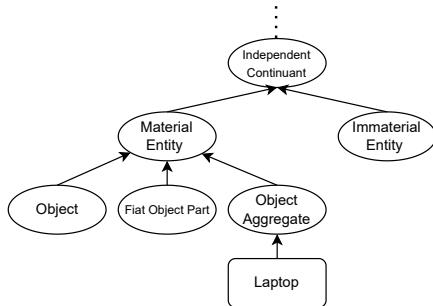 Independent
Continuant
Material
Entity
Immaterial
Entity
Object
Fiat Object Part
Object
Aggregate
Laptop